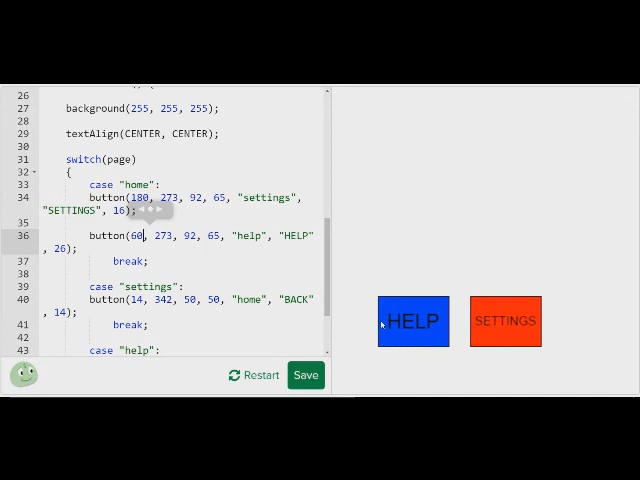 26
27 background(255, 255, 255);
28
29 textAlign(CENTER, CENTER);
30
31 switch(page)
32 {
33 case "home":
34 button(180, 273, 92, 65, "settings",
"SETTINGS", 16);
35
36 button(60, 273, 92, 65, "help", "HELP"
, 26);
37 break;
38
39 case "settings":
40 button(14, 342, 50, 50, "home", "BACK"
, 14);
41 break;
42
43 case "help":
HELP
SETTINGS
Restart
Save